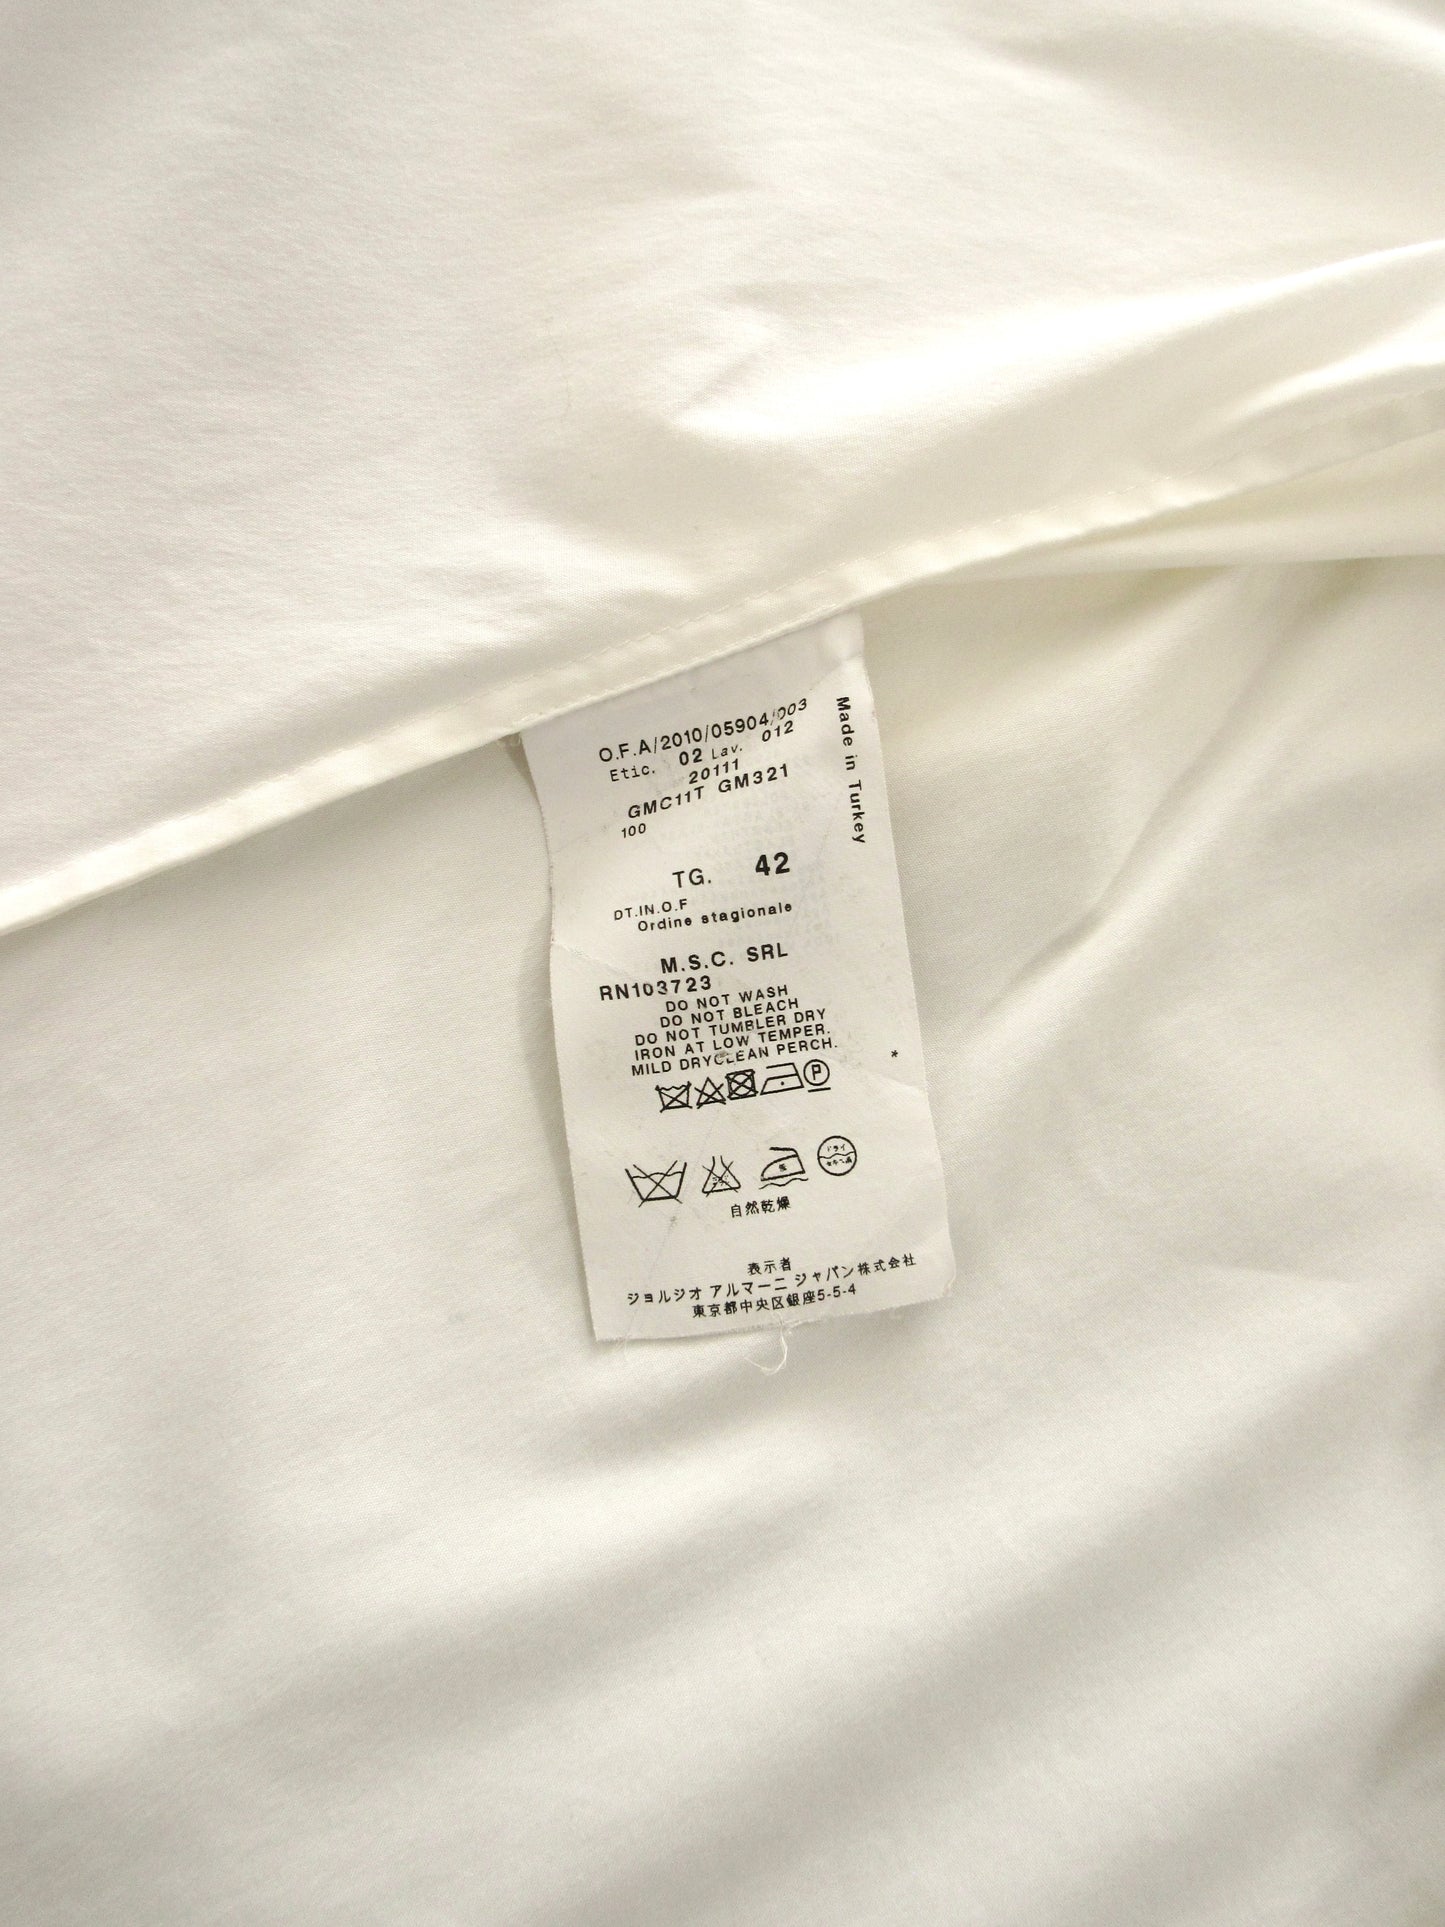 O.F.A/2010/05904/003
Etic. 02 Lav. 012
20111
GMC11T GM321
100
Made in Turkey
TG. 42
DT.IN.O.F
Ordine stagionale
M.S.C. SRL
RN103723
DO NOT WASH
DO NOT BLEACH
DO NOT TUMBLER DRY
IRON AT LOW TEMPER.
MILD DRYCLEAN PERCH.
P
*
ドライ
自然乾燥
表示者
ジョルジオ アルマーニ ジャパン株式会社
東京都中央区銀座5-5-4